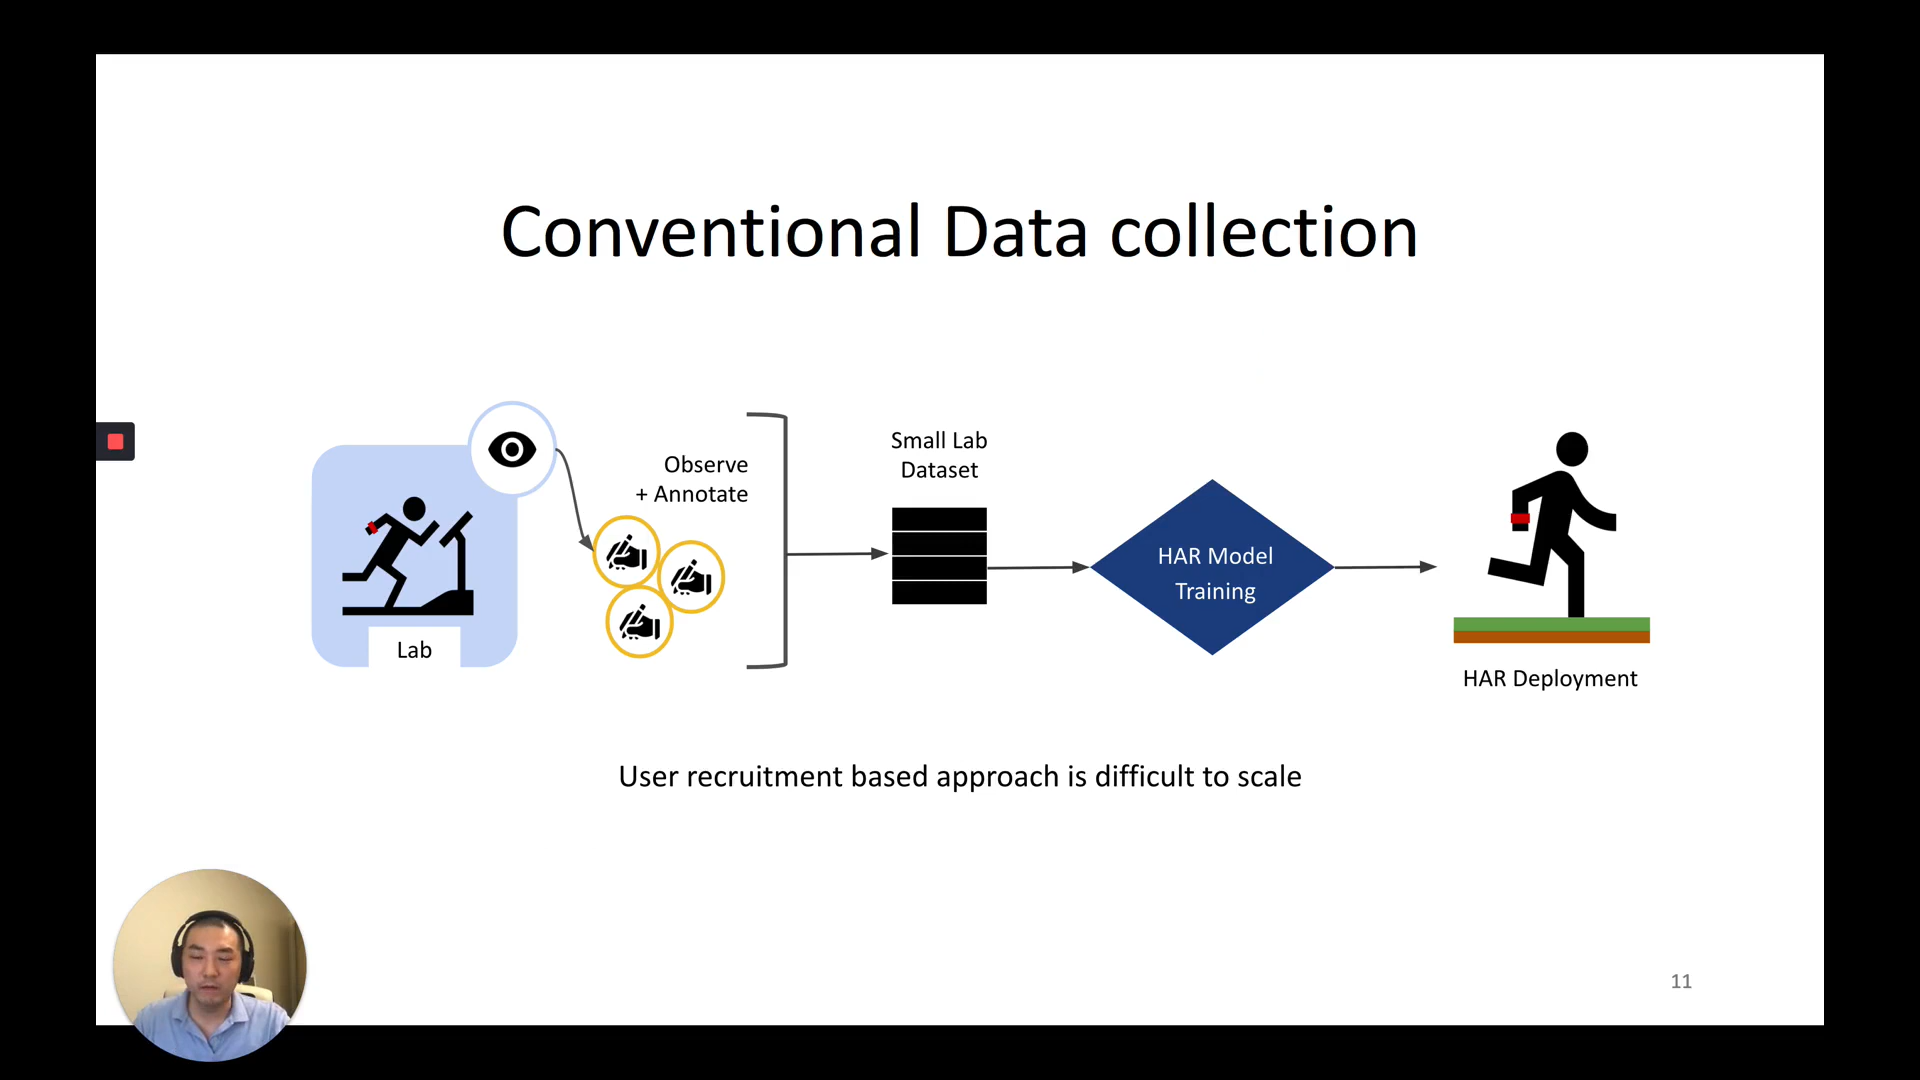 Conventional Data collection
Observe
+ Annotate
Small Lab
Dataset
HAR Model
Training
Lab
HAR Deployment
User recruitment based approach is difficult to scale
11